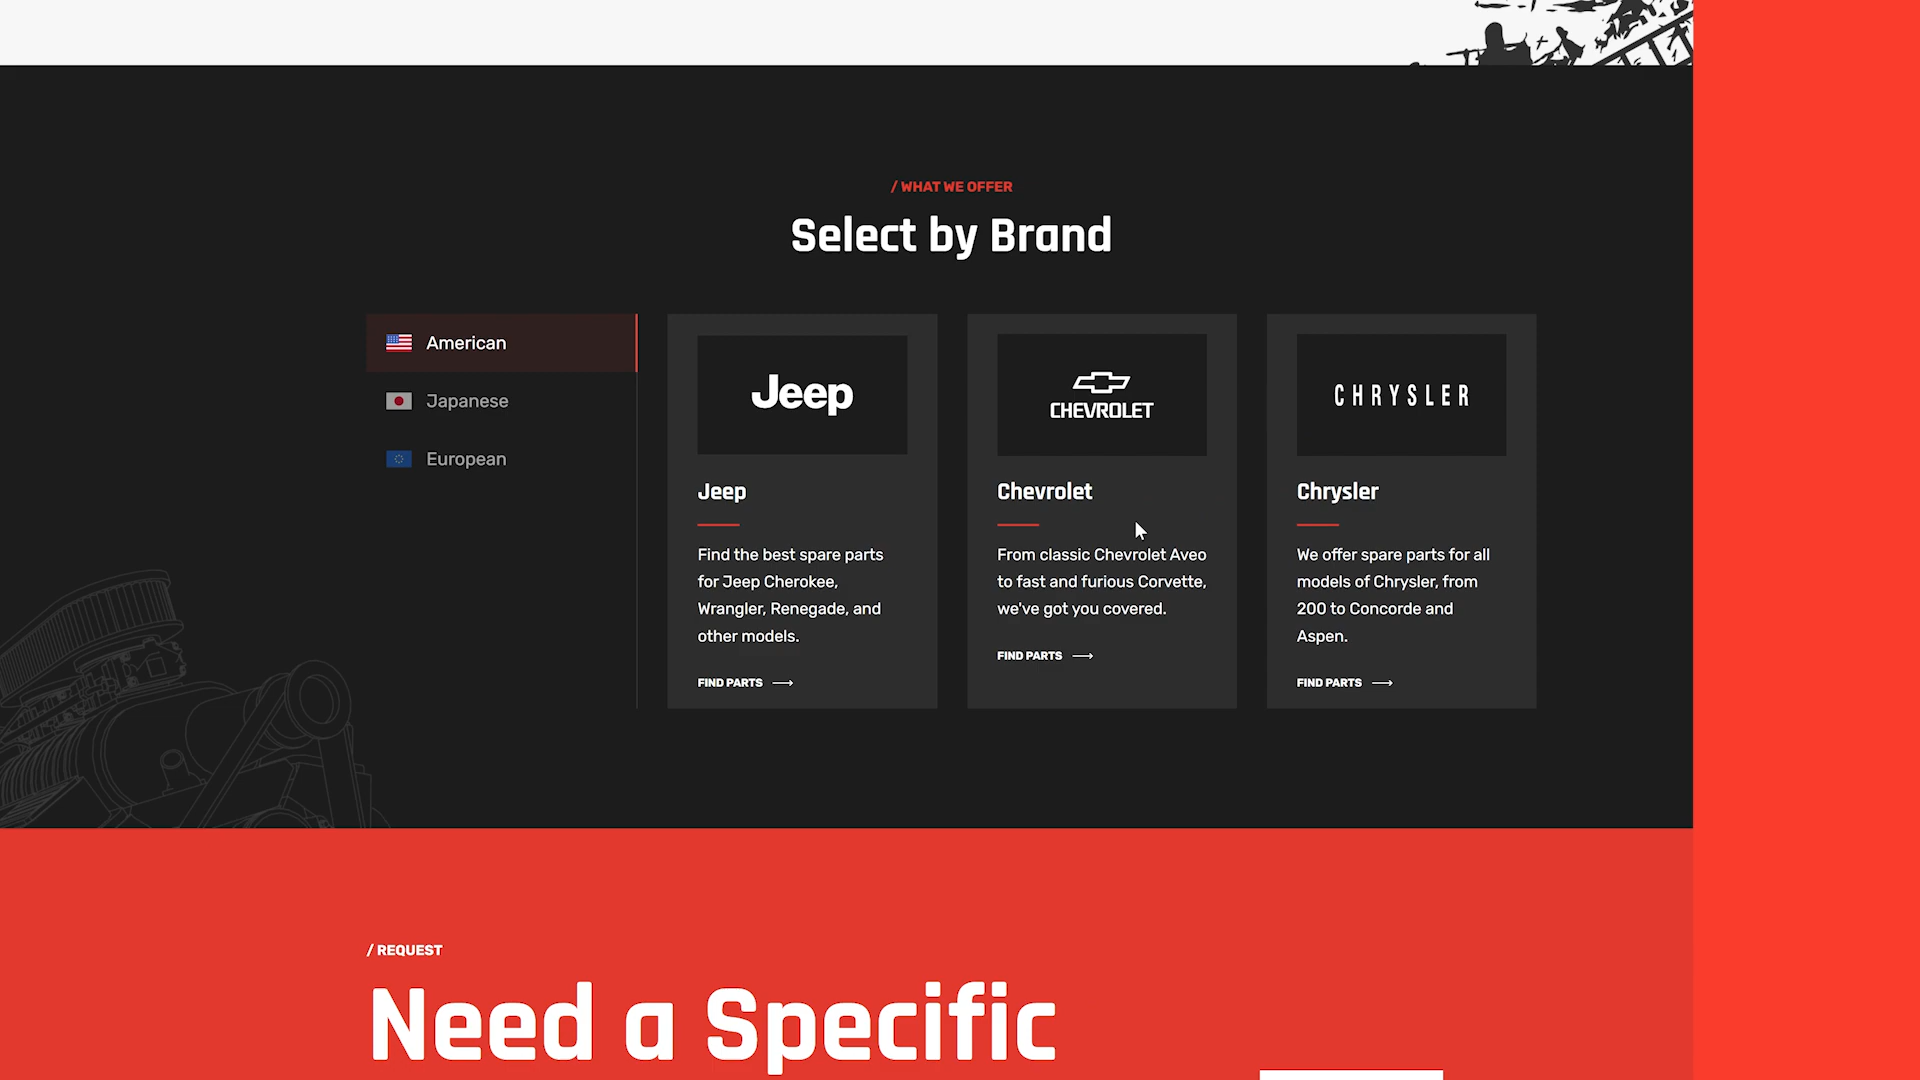 / WHAT WE OFFER
Select by Brand
American
Japanese
European
Jeep
Jeep
Find the best spare parts
for Jeep Cherokee,
Wrangler, Renegade, and
other models.
FIND PARTS
CHEVROLET
Chevrolet
From classic Chevrolet Aveo
to fast and furious Corvette,
we've got you covered.
FIND PARTS
CHRYSLER
Chrysler
We offer spare parts for all
models of Chrysler, from
200 to Concorde and
Aspen.
FIND PARTS
/ REQUEST
Need a Specific